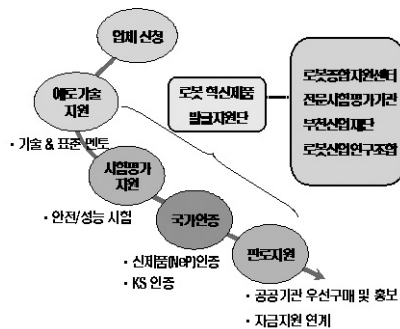 업체 신청
애로기술
지원
• 기술 & 표준 멘토
로봇 혁신제품
발굴지원단
로봇종합지원센터
전문시험평가기관
부천산업재단
로봇산업연구조합
시험평가
지원
• 안전/성능 시험
국가인증
• 신제품(NeP)인증
• KS 인증
판로지원
• 공공기관 우선구매 및 홍보
• 자금지원 연계